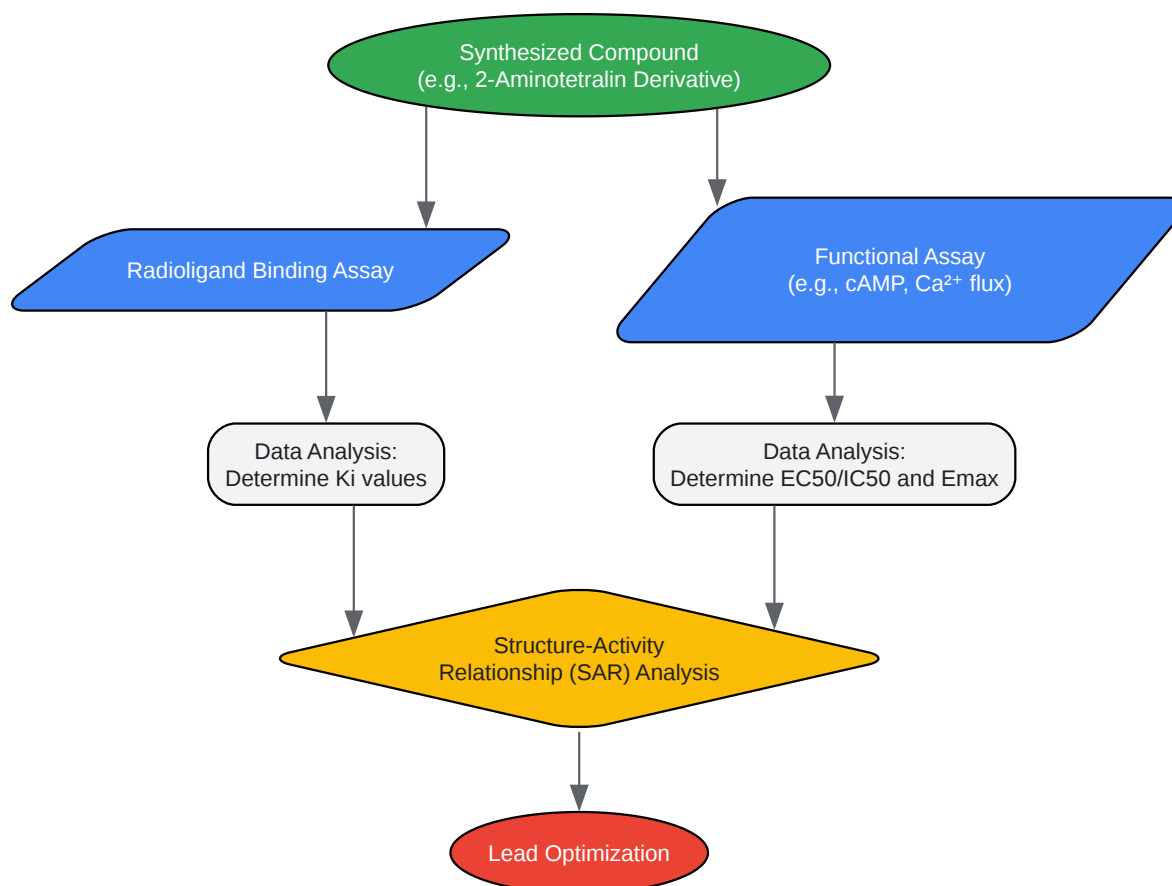 Synthesized Compound
(e.g., 2-Aminotetralin Derivative)
Radioligand Binding Assay
Functional Assay
(e.g., cAMP, Ca²⁺ flux)
Data Analysis:
Determine Ki values
Data Analysis:
Determine EC50/IC50 and Emax
Structure-Activity
Relationship (SAR) Analysis
Lead Optimization